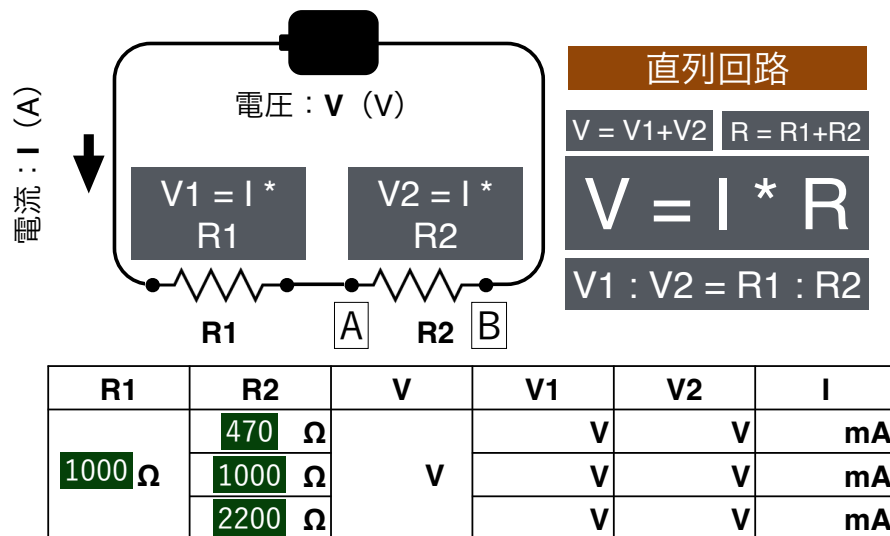 電圧：V（V）
電流：I（A）
V1 = I *
R1
V2 = I *
R2
R1
A
R2
B
直列回路
V = V1+V2
R = R1+R2
V = I * R
V1 : V2 = R1 : R2
R1 R2 V V1 V2 I
470 Ω V V mA
1000 Ω 1000 Ω V V V mA
2200 Ω V V mA